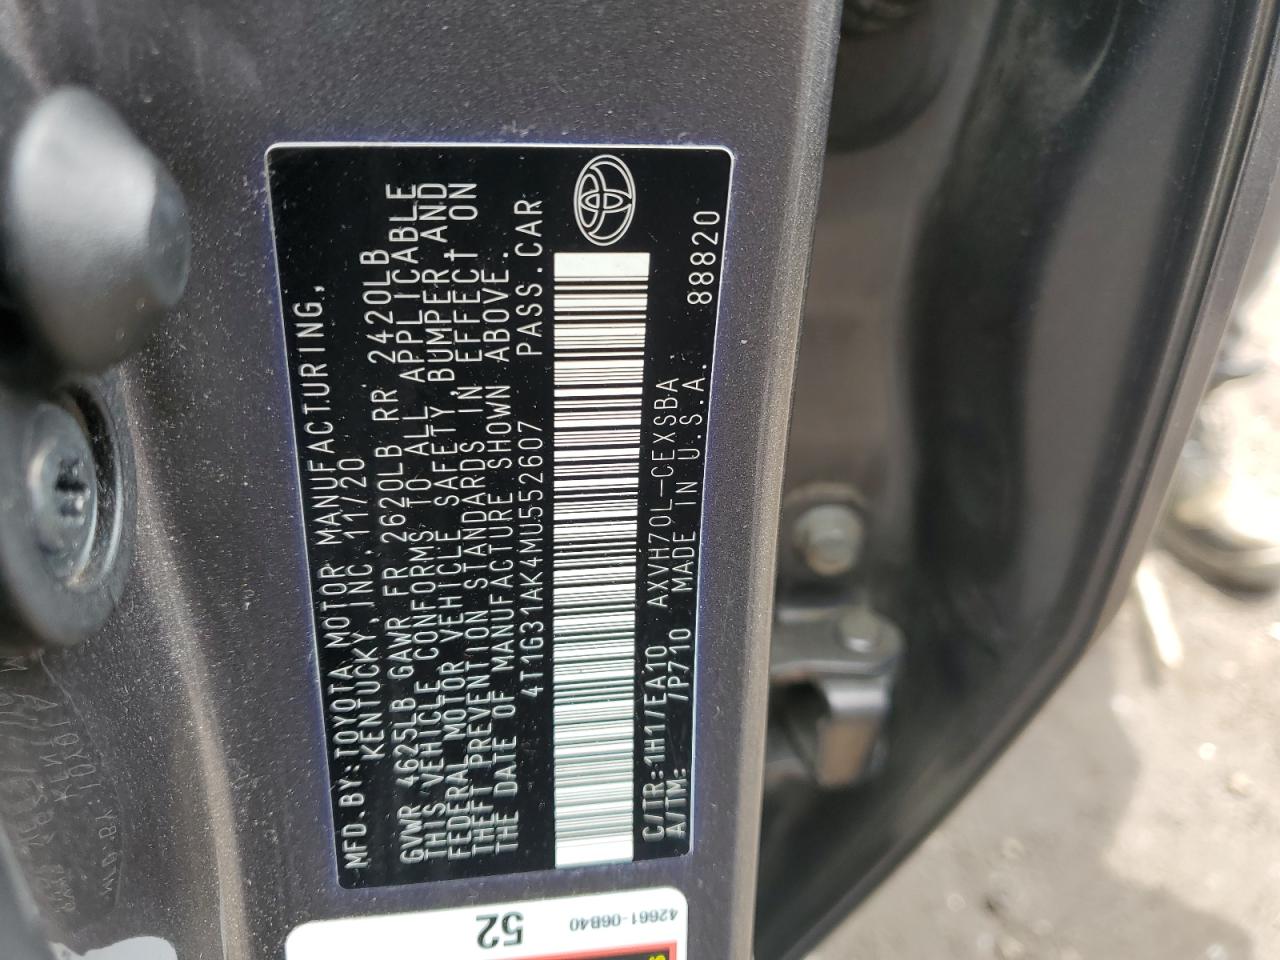 MFD.BY:TOYOTA MOTOR MANUFACTURING,
KENTUCKY,INC. 11/20
GVWR 4625LB GAWR FR 2620LB RR 2420LB
THIS VEHICLE CONFORMS TO ALL APPLICABLE
FEDERAL MOTOR VEHICLE SAFETY, BUMPER, AND
THEFT PREVENTION STANDARDS IN EFFECT ON
THE DATE OF MANUFACTURE SHOWN ABOVE.
4T1G31AK4MU552607 PASS.CAR
C/TR:1H1/EA10 AXVH70L-CEXSBA
A/TM: /P710 MADE IN U.S.A. 88820
52
42661-06B40